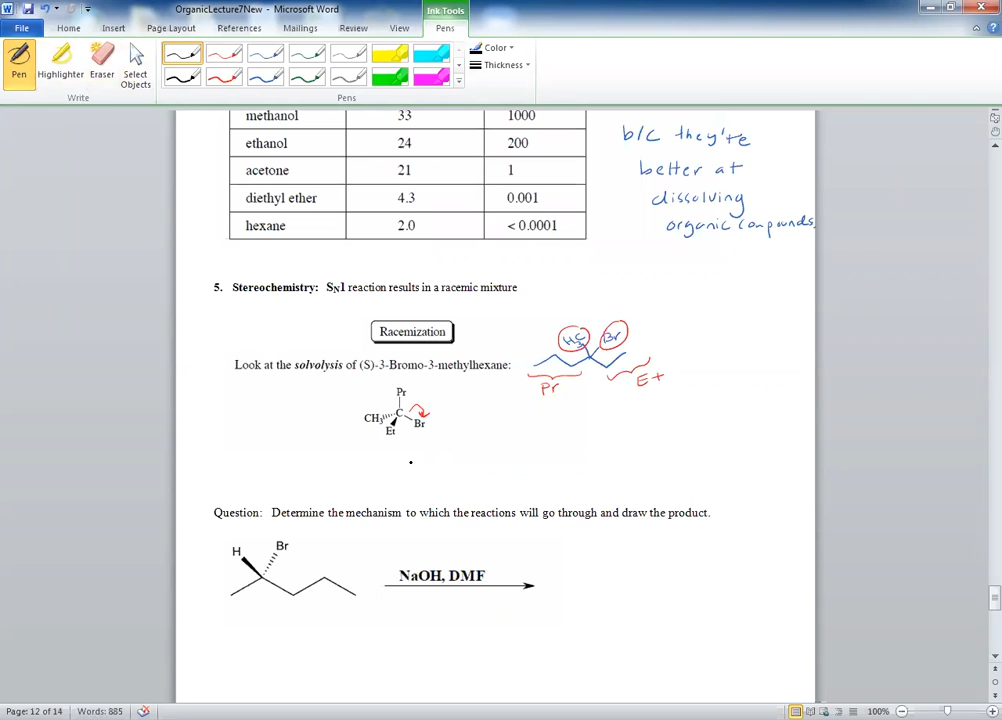 OrganicLecture7New - Microsoft Word
Ink Tools
File Home Insert Page Layout References Mailings Review View Pens
Pen
Highlighter
Eraser
Select
Objects
Color
Thickness
Write
Pens
methanol 33 1000
ethanol 24 200
acetone 21 1
diethyl ether 4.3 0.001
hexane 2.0 < 0.0001
b/c they're
better at
dissolving
organic compounds.
5. Stereochemistry: SN1 reaction results in a racemic mixture
Racemization
H3C Br
Look at the solvolysis of (S)-3-Bromo-3-methylhexane:
Pr Et
Pr
CH3 C
Br
Et
Question: Determine the mechanism to which the reactions will go through and draw the product.
H Br
NaOH, DMF
Page: 12 of 14 Words: 885 100%